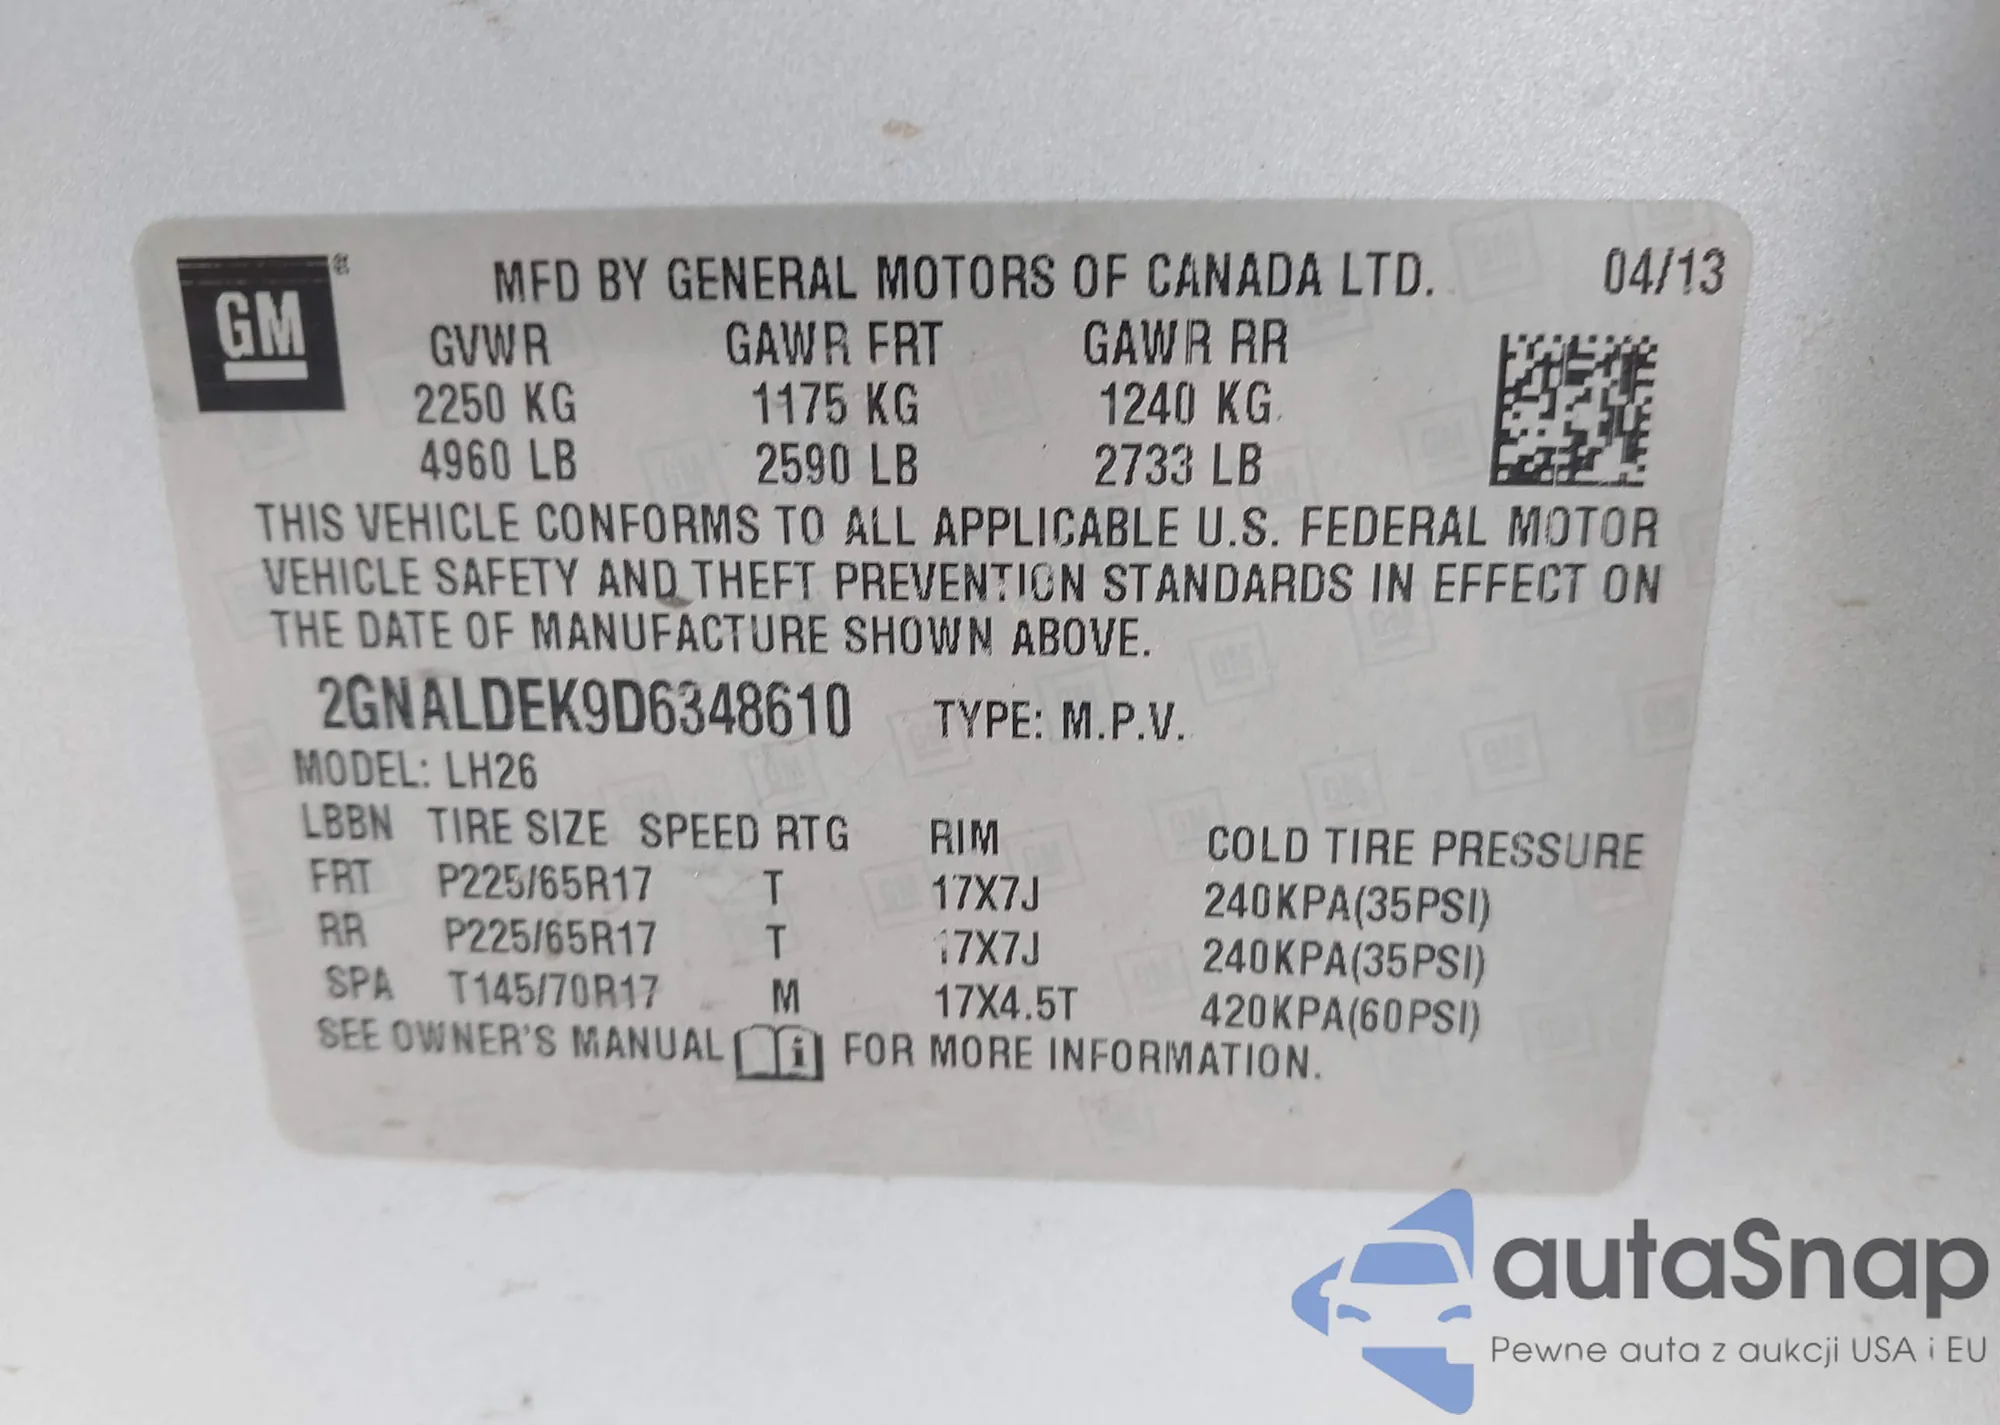 GM®
MFD BY GENERAL MOTORS OF CANADA LTD. 04/13
GVWR GAWR FRT GAWR RR
2250 KG 1175 KG 1240 KG
4960 LB 2590 LB 2733 LB
THIS VEHICLE CONFORMS TO ALL APPLICABLE U.S. FEDERAL MOTOR
VEHICLE SAFETY AND THEFT PREVENTION STANDARDS IN EFFECT ON
THE DATE OF MANUFACTURE SHOWN ABOVE.
2GNALDEK9D6348610 TYPE: M.P.V.
MODEL: LH26
LBBN TIRE SIZE SPEED RTG RIM COLD TIRE PRESSURE
FRT P225/65R17 T 17X7J 240KPA(35PSI)
RR P225/65R17 T 17X7J 240KPA(35PSI)
SPA T145/70R17 M 17X4.5T 420KPA(60PSI)
SEE OWNER'S MANUAL i FOR MORE INFORMATION.
autaSnap
Pewne auta z aukcji USA i EU